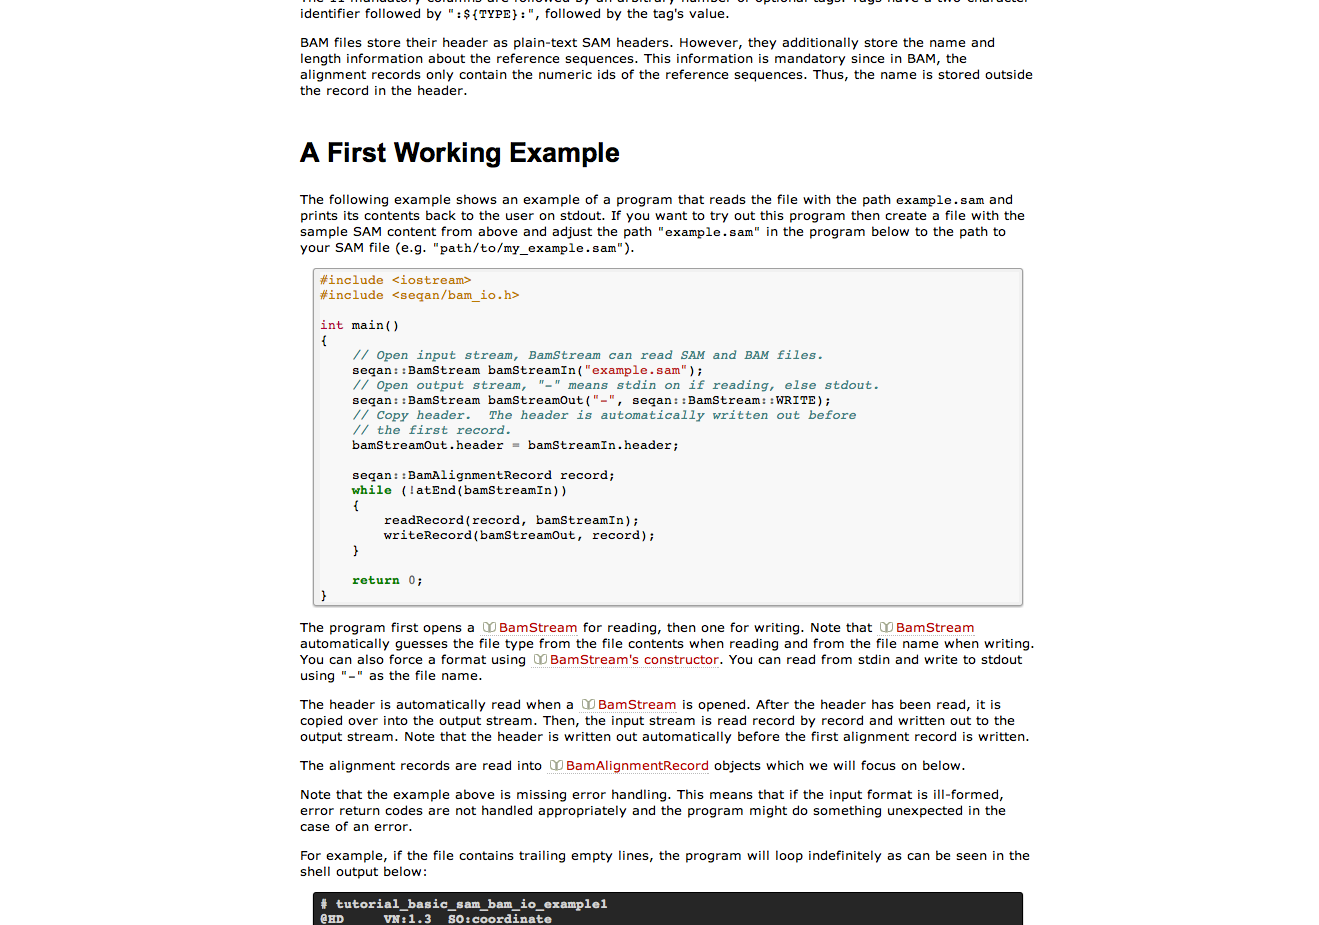 identifier followed by ":${TYPE}:", followed by the tag's value.
BAM files store their header as plain-text SAM headers. However, they additionally store the name and
length information about the reference sequences. This information is mandatory since in BAM, the
alignment records only contain the numeric ids of the reference sequences. Thus, the name is stored outside
the record in the header.
A First Working Example
The following example shows an example of a program that reads the file with the path example.sam and
prints its contents back to the user on stdout. If you want to try out this program then create a file with the
sample SAM content from above and adjust the path "example.sam" in the program below to the path to
your SAM file (e.g. "path/to/my_example.sam").
#include <iostream>
#include <seqan/bam_io.h>
int main()
{
// Open input stream, BamStream can read SAM and BAM files.
seqan::BamStream bamStreamIn("example.sam");
// Open output stream, "-" means stdin on if reading, else stdout.
seqan::BamStream bamStreamOut("-", seqan::BamStream::WRITE);
// Copy header.  The header is automatically written out before
// the first record.
bamStreamOut.header = bamStreamIn.header;
seqan::BamAlignmentRecord record;
while (!atEnd(bamStreamIn))
{
readRecord(record, bamStreamIn);
writeRecord(bamStreamOut, record);
}
return 0;
}
The program first opens a BamStream for reading, then one for writing. Note that BamStream
automatically guesses the file type from the file contents when reading and from the file name when writing.
You can also force a format using BamStream's constructor. You can read from stdin and write to stdout
using "-" as the file name.
The header is automatically read when a BamStream is opened. After the header has been read, it is
copied over into the output stream. Then, the input stream is read record by record and written out to the
output stream. Note that the header is written out automatically before the first alignment record is written.
The alignment records are read into BamAlignmentRecord objects which we will focus on below.
Note that the example above is missing error handling. This means that if the input format is ill-formed,
error return codes are not handled appropriately and the program might do something unexpected in the
case of an error.
For example, if the file contains trailing empty lines, the program will loop indefinitely as can be seen in the
shell output below:
# tutorial_basic_sam_bam_io_example1
@HD     VN:1.3  SO:coordinate